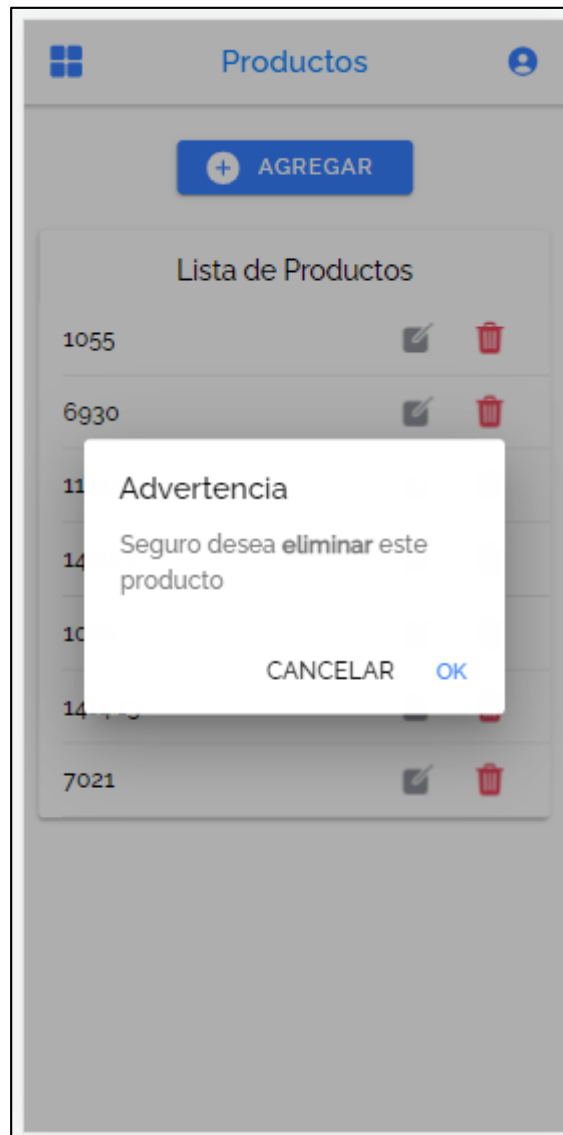 Productos
AGREGAR
Lista de Productos
1055
6930
Advertencia
Seguro desea eliminar este
producto
CANCELAR OK
7021